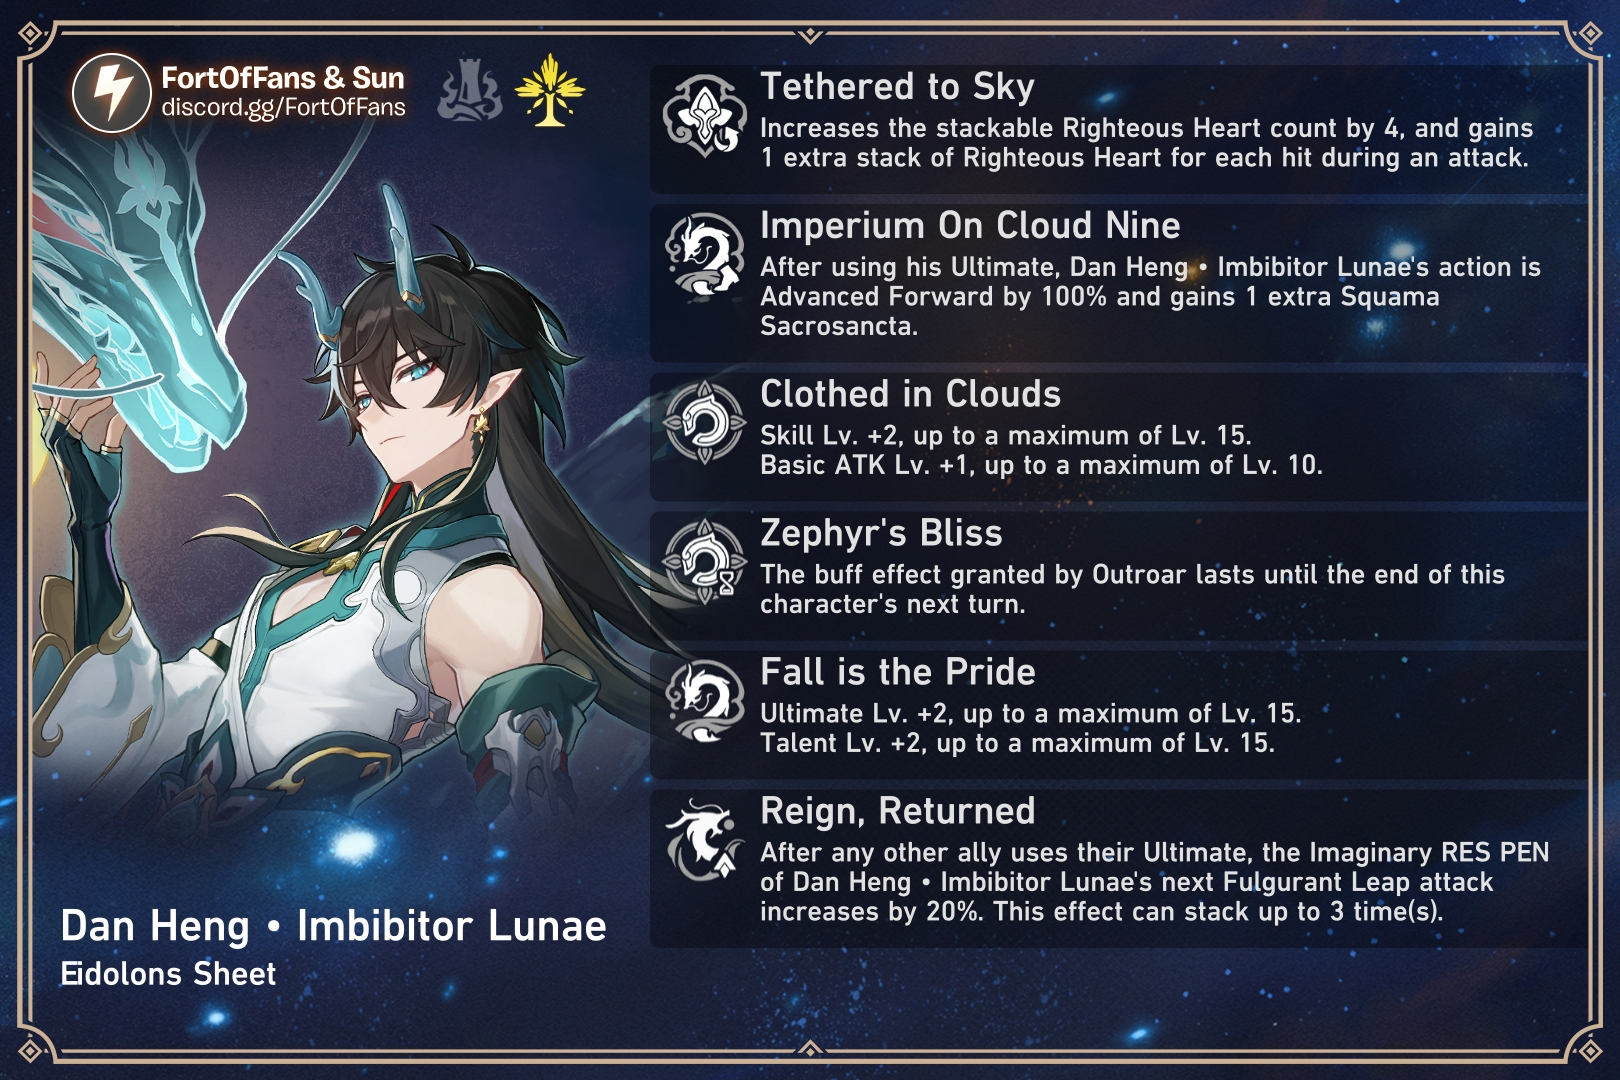 FortOfFans & Sun
discord.gg/FortOfFans
Tethered to Sky
Increases the stackable Righteous Heart count by 4, and gains
1 extra stack of Righteous Heart for each hit during an attack.
Imperium On Cloud Nine
After using his Ultimate, Dan Heng • Imbibitor Lunae's action is
Advanced Forward by 100% and gains 1 extra Squama
Sacrosancta.
Clothed in Clouds
Skill Lv. +2, up to a maximum of Lv. 15.
Basic ATK Lv. +1, up to a maximum of Lv. 10.
Zephyr's Bliss
The buff effect granted by Outroar lasts until the end of this
character's next turn.
Fall is the Pride
Ultimate Lv. +2, up to a maximum of Lv. 15.
Talent Lv. +2, up to a maximum of Lv. 15.
Reign, Returned
After any other ally uses their Ultimate, the Imaginary RES PEN
of Dan Heng • Imbibitor Lunae's next Fulgurant Leap attack
increases by 20%. This effect can stack up to 3 time(s).
Dan Heng • Imbibitor Lunae
Eidolons Sheet